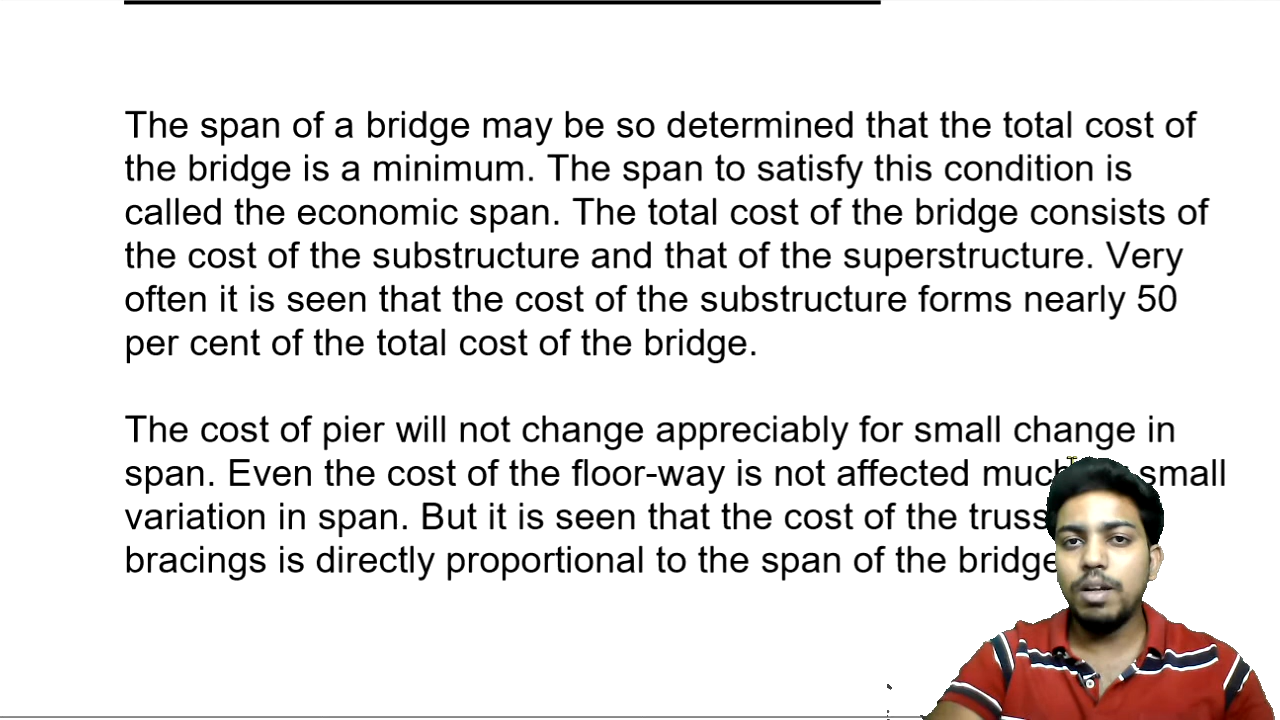 The span of a bridge may be so determined that the total cost of
the bridge is a minimum. The span to satisfy this condition is
called the economic span. The total cost of the bridge consists of
the cost of the substructure and that of the superstructure. Very
often it is seen that the cost of the substructure forms nearly 50
per cent of the total cost of the bridge.
The cost of pier will not change appreciably for small change in
span. Even the cost of the floor-way is not affected much small
variation in span. But it is seen that the cost of the truss
bracings is directly proportional to the span of the bridge